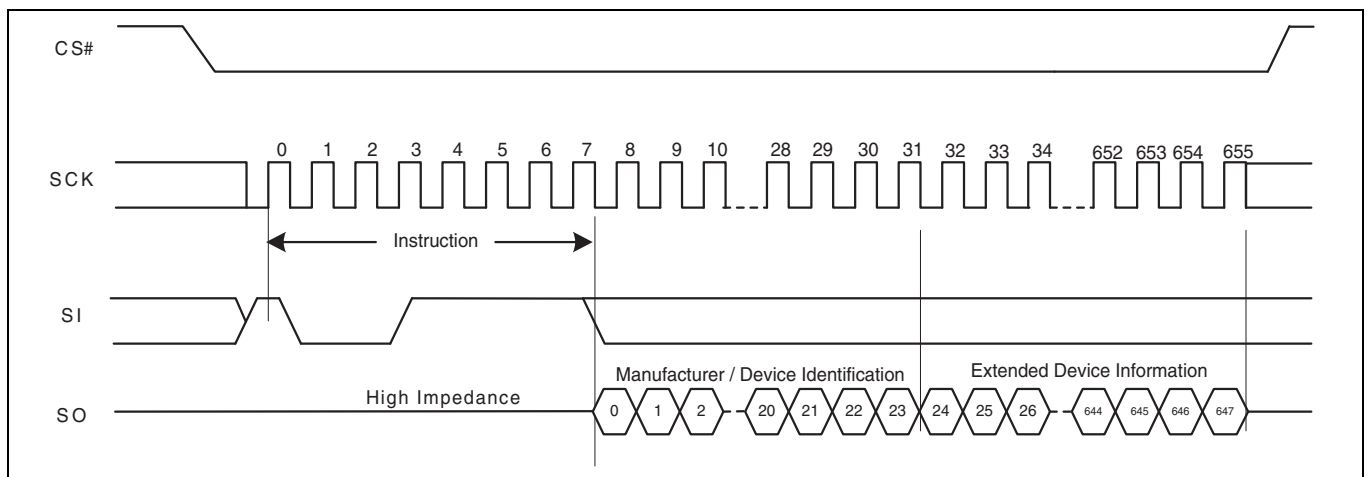 CS#
0 1 2 3 4 5 6 7 8 9 10 28 29 30 31 32 33 34 652 653 654 655
SCK
Instruction
SI
Manufacturer / Device Identification Extended Device Information
High Impedance
SO
0 1 2 20 21 22 23 24 25 26 644 645 646 647